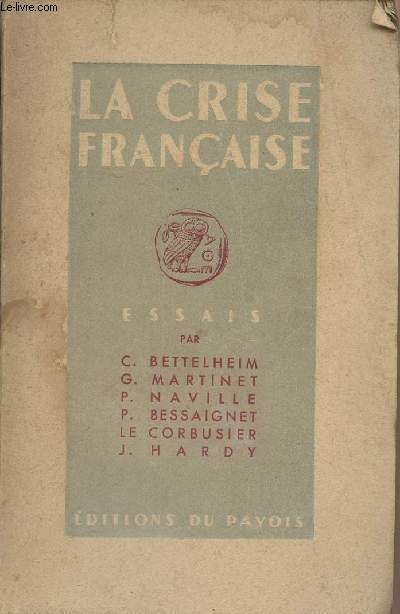 Le-livre.com
LA CRISE
FRANÇAISE
ESSAIS
PAR
C. BETTELHEIM
G. MARTINET
P. NAVILLE
P. BESSAIGNET
LE CORBUSIER
J. HARDY
ÉDITIONS DU PAVOIS